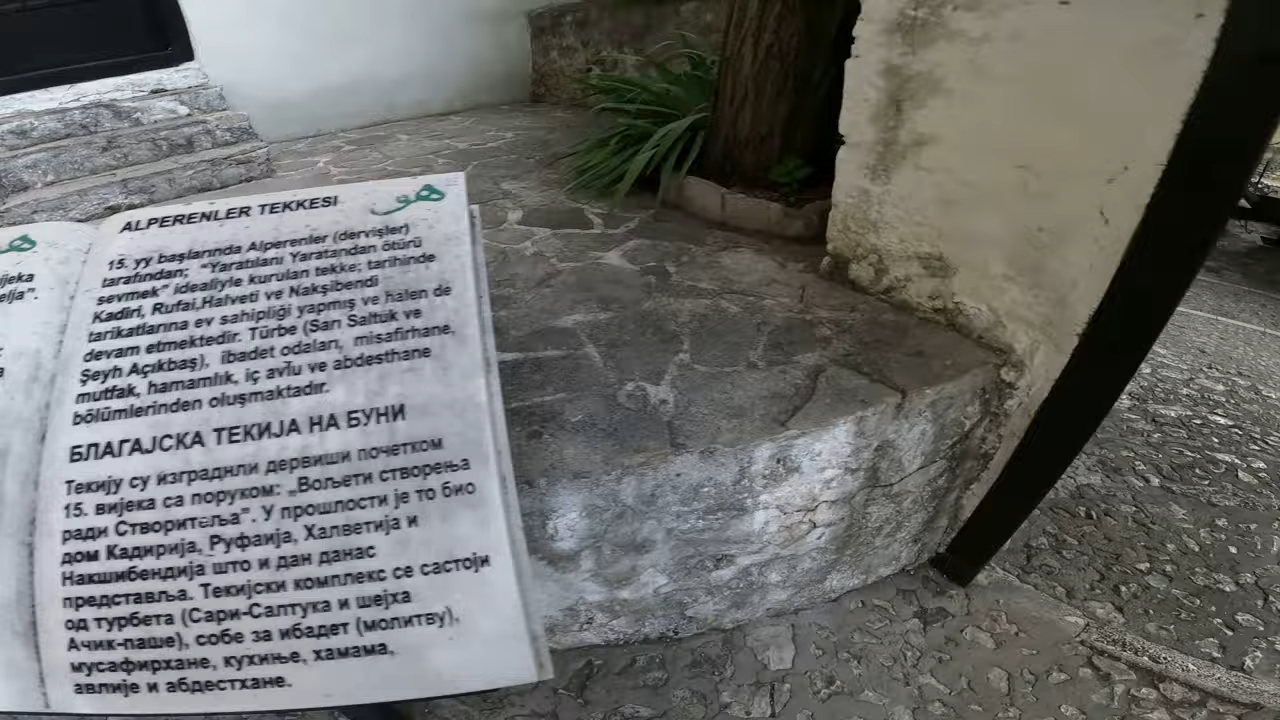 هو
ijeka
elja”.
ALPERENLER TEKKESI
هو
15. yy başlarında Alperenler (dervişler)
tarafından; “Yaratılanı Yaratandan ötürü
sevmek” idealiyle kurulan tekke; tarihinde
Kadiri, Rufai,Halveti ve Nakşibendi
tarikatlarına ev sahipliği yapmış ve halen de
devam etmektedir. Türbe (Sarı Saltuk ve
Şeyh Açıkbaş), ibadet odaları, misafirhane,
mutfak, hamamlık, iç avlu ve abdesthane
bölümlerinden oluşmaktadır.
БЛАГАЈСКА ТЕКИЈА НА БУНИ
Текију су изградили дервиши почетком
15. вијека са поруком: „Вољети створења
ради Створитеља”. У прошлости је то био
дом Кадирија, Руфаија, Халветија и
Накшибендија што и дан данас
представља. Текијски комплекс се састоји
од турбета (Сари-Салтука и шејха
Ачик-паше), собе за ибадет (молитву),
мусафирхане, кухиње, хамама,
авлије и абдестхане.